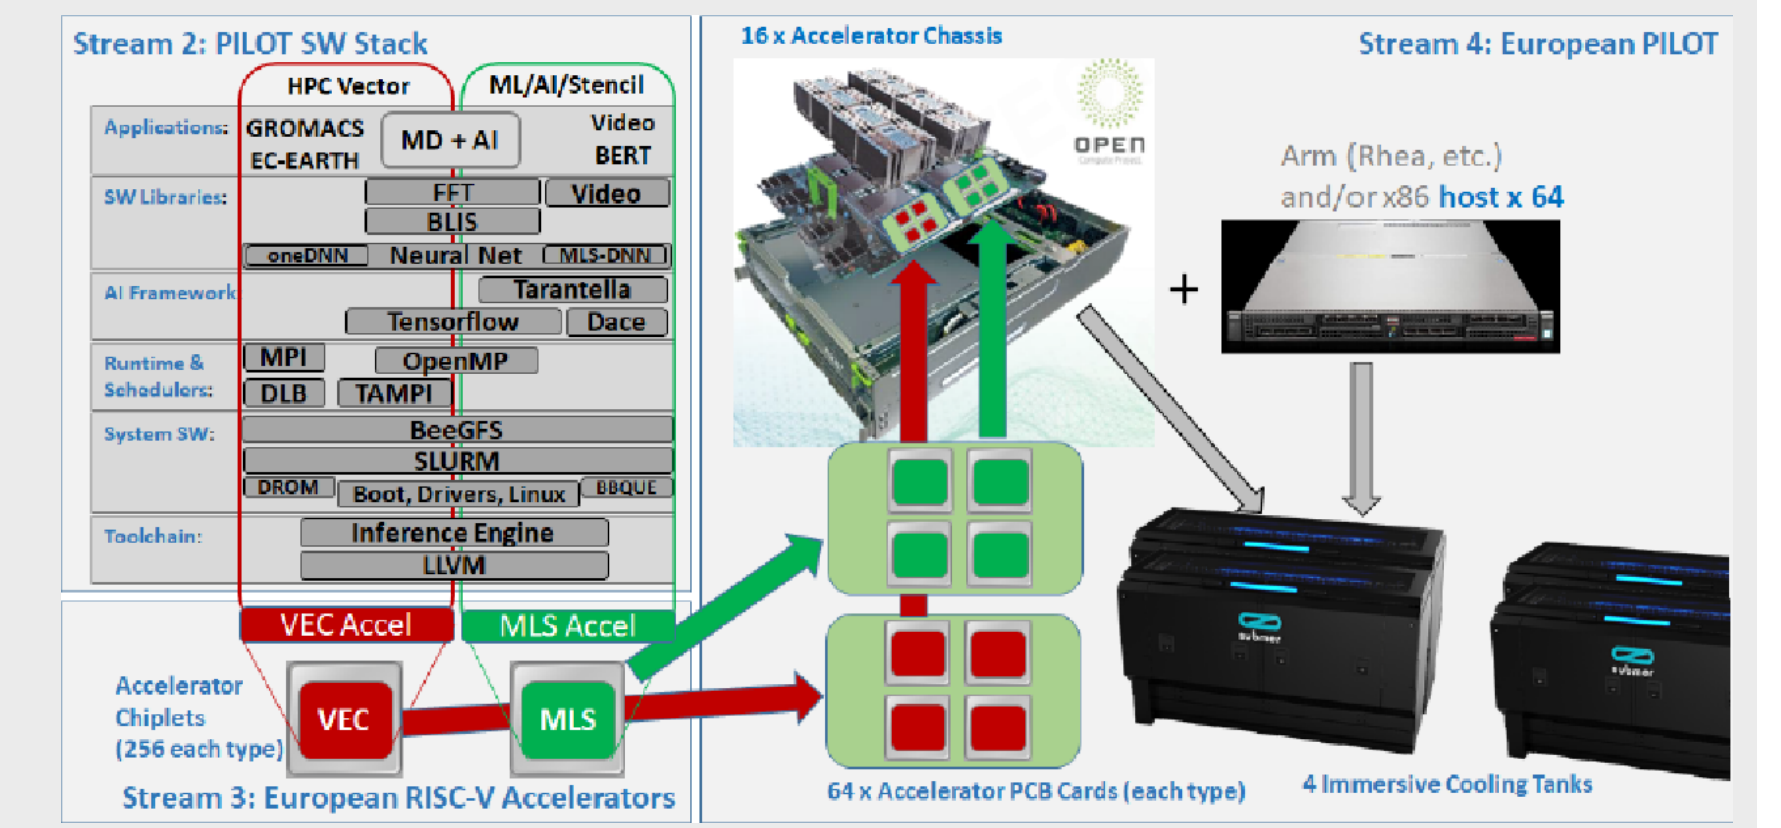 Stream 2: PILOT SW Stack
HPC Vector
ML/AI/Stencil
Applications:
GROMACS
EC-EARTH
MD + AI
Video
BERT
SW Libraries:
FFT
Video
BLIS
oneDNN
Neural Net
MLS-DNN
AI Framework
Tarantella
Tensorflow
Dace
Runtime &
Schedulers:
MPI
OpenMP
DLB
TAMPI
System SW:
BeeGFS
SLURM
DROM
Boot, Drivers, Linux
BBQUE
Toolchain:
Inference Engine
LLVM
VEC Accel
MLS Accel
Accelerator
Chiplets
(256 each type)
VEC
MLS
Stream 3: European RISC-V Accelerators
16 x Accelerator Chassis
Stream 4: European PILOT
OPEN
Compute Project
Arm (Rhea, etc.)
and/or x86 host x 64
+
submer
submer
64 x Accelerator PCB Cards (each type)
4 Immersive Cooling Tanks